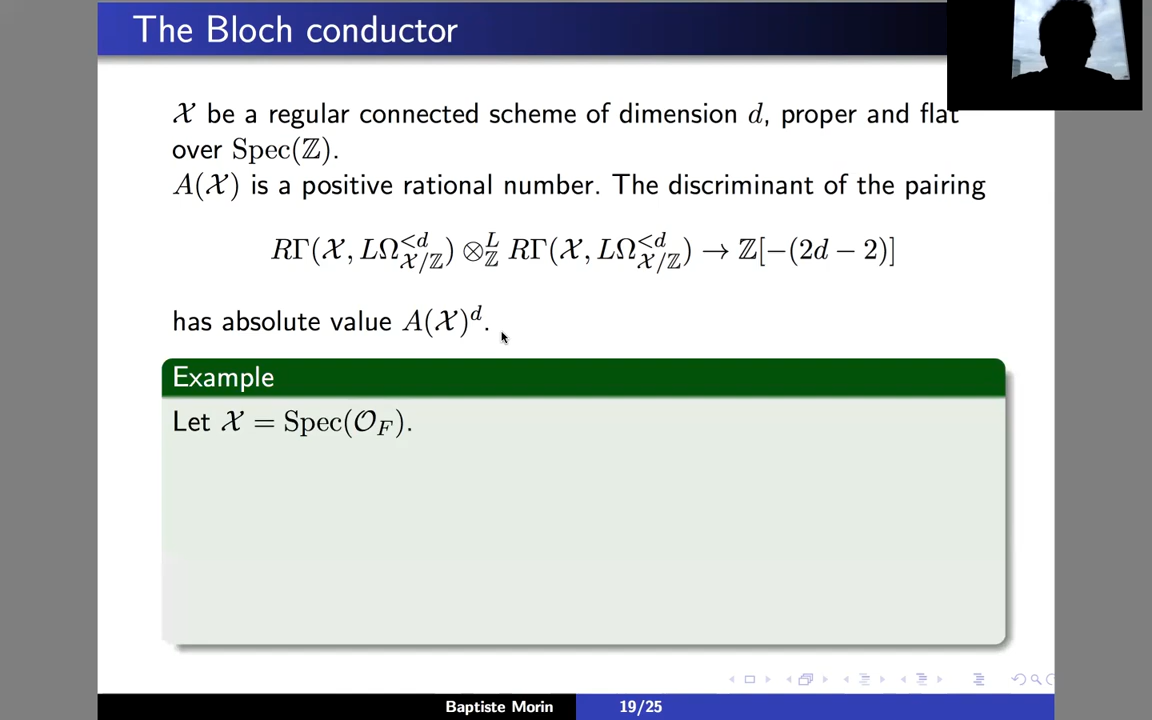 The Bloch conductor
𝒳 be a regular connected scheme of dimension d, proper and flat
over Spec(ℤ).
A(𝒳) is a positive rational number. The discriminant of the pairing
RΓ(𝒳, LΩ^{<d}_{𝒳/ℤ}) ⊗^L_ℤ RΓ(𝒳, LΩ^{<d}_{𝒳/ℤ}) → ℤ[−(2d − 2)]
has absolute value A(𝒳)^d.
Example
Let 𝒳 = Spec(𝒪_F).
Baptiste Morin
19/25